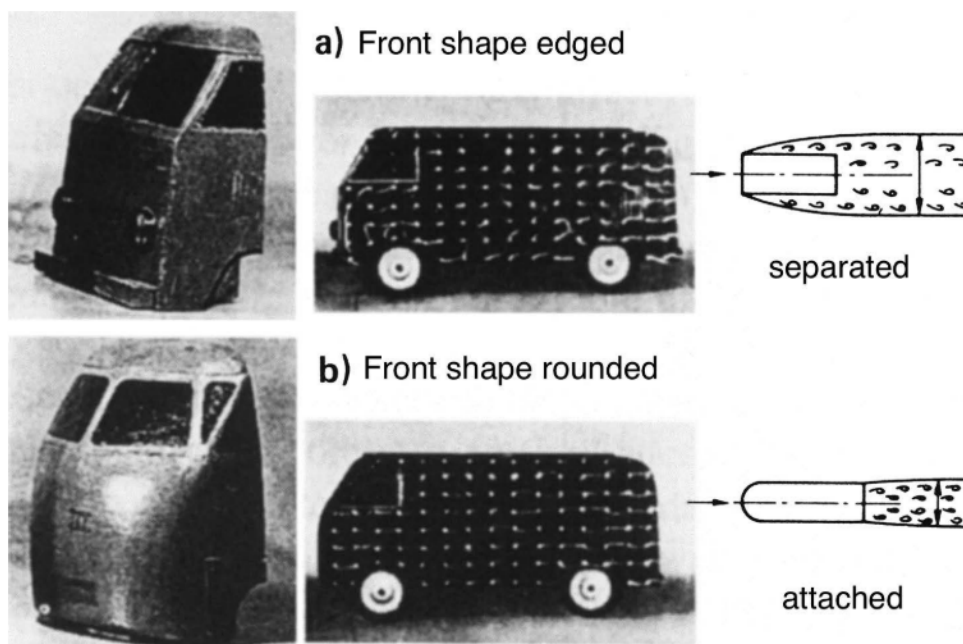 a) Front shape edged
separated
b) Front shape rounded
attached